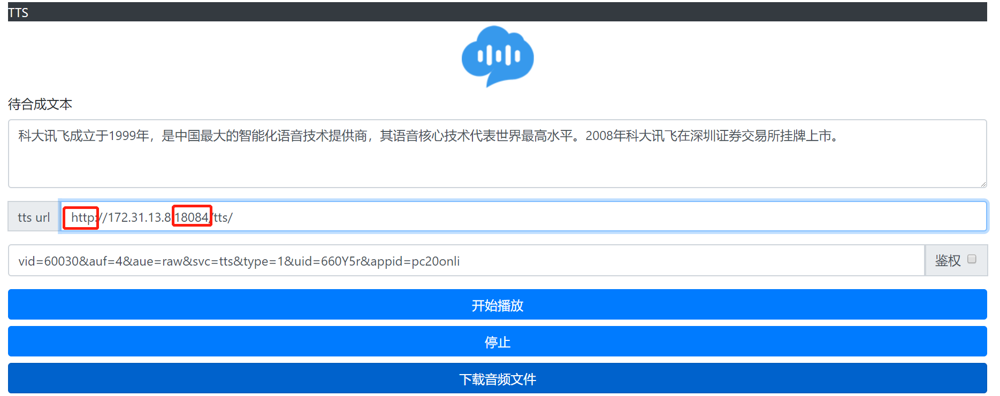 TTS
待合成文本
科大讯飞成立于1999年，是中国最大的智能化语音技术提供商，其语音核心技术代表世界最高水平。2008年科大讯飞在深圳证券交易所挂牌上市。
tts url
http://172.31.13.8:18084/tts/
vid=60030&auf=4&aue=raw&svc=tts&type=1&uid=660Y5r&appid=pc20onli
鉴权
开始播放
停止
下载音频文件